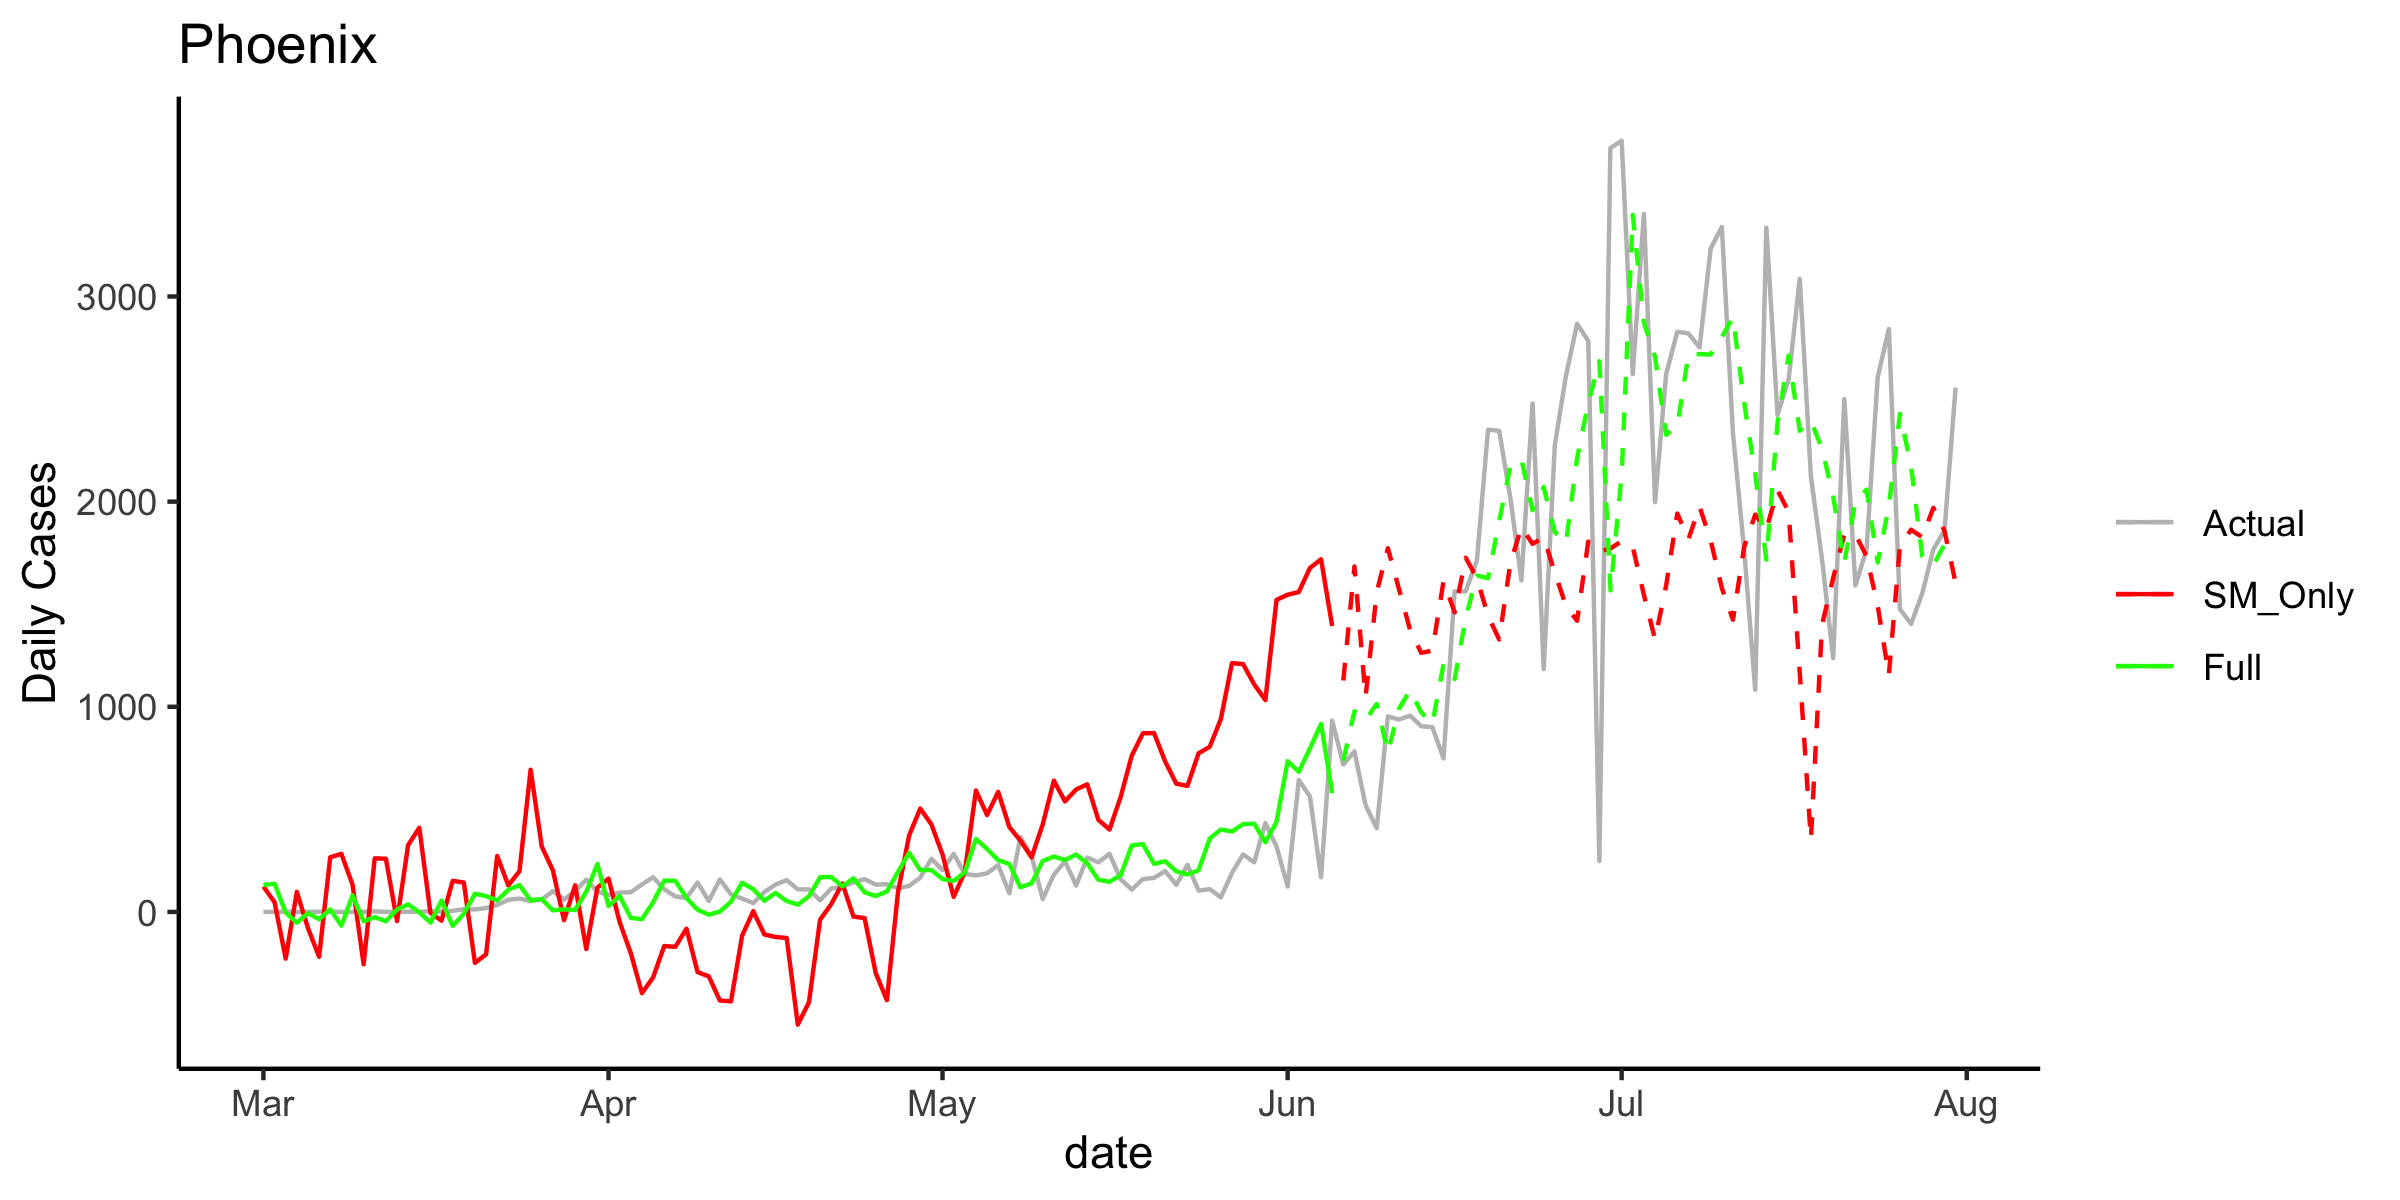 Phoenix
Daily Cases
3000
2000
1000
0
Mar Apr May Jun Jul Aug
date
Actual
SM_Only
Full